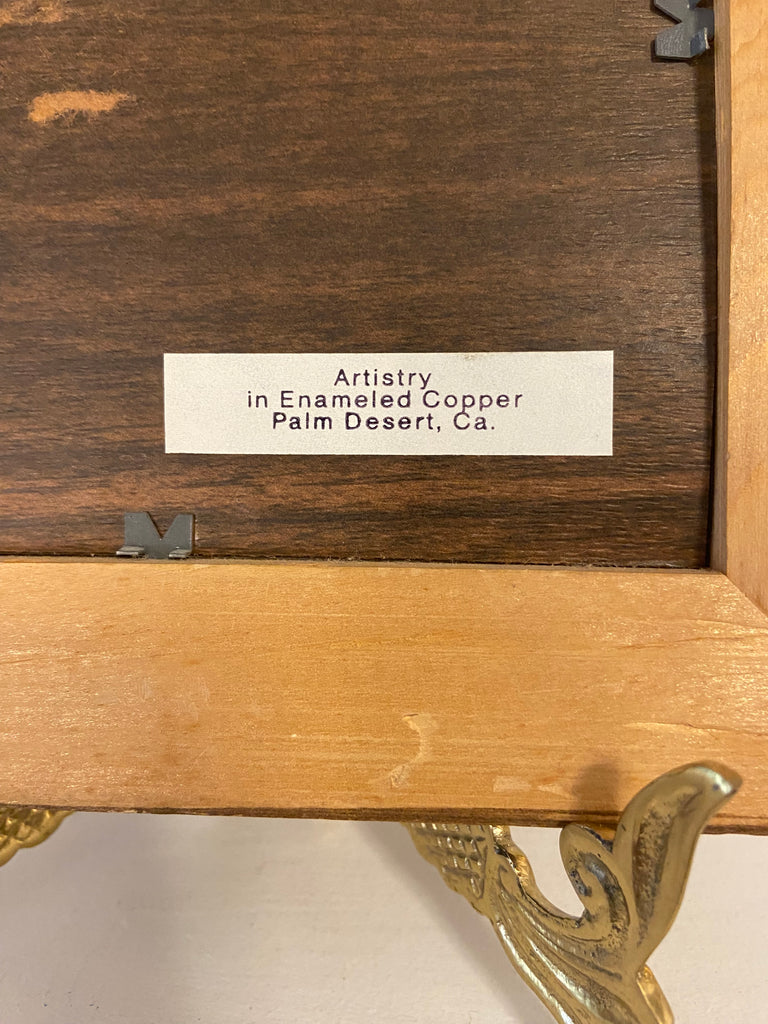 Artistry
in Enameled Copper
Palm Desert, Ca.